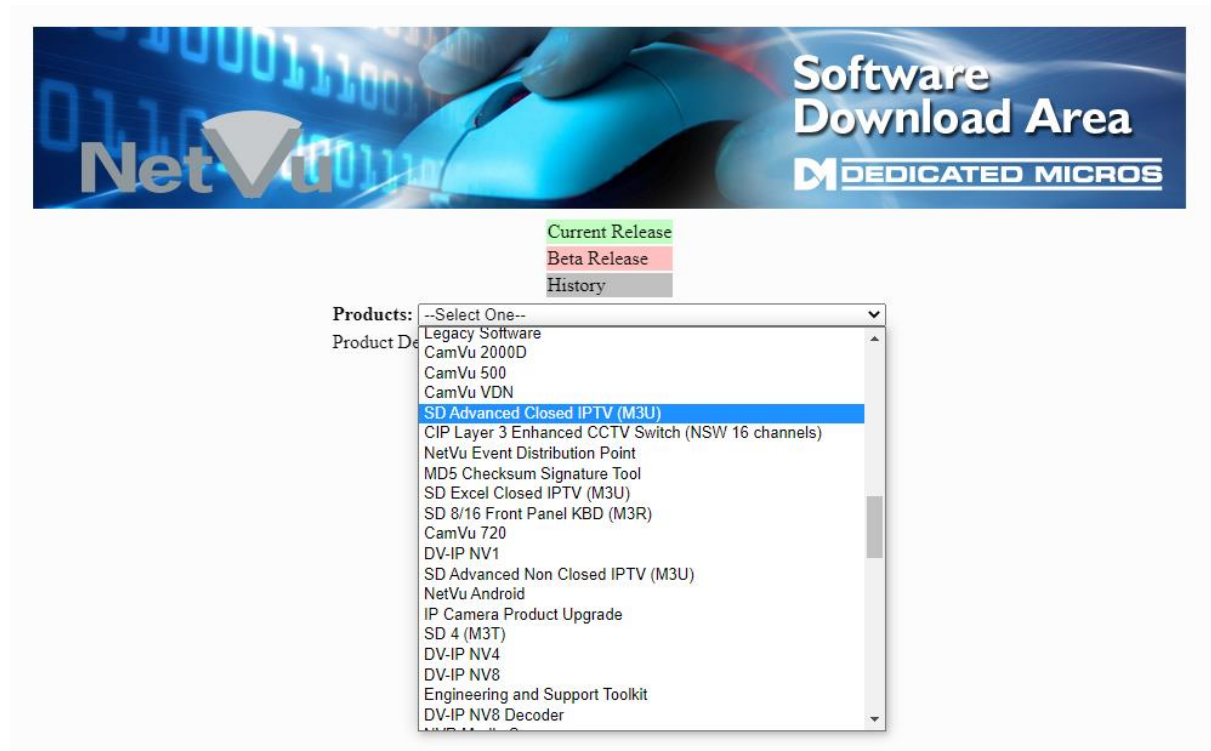 NetVu
Software
Download Area
DEDICATED MICROS
Current Release
Beta Release
History
Products: --Select One--
Product De
Legacy Software
CamVu 2000D
CamVu 500
CamVu VDN
SD Advanced Closed IPTV (M3U)
CIP Layer 3 Enhanced CCTV Switch (NSW 16 channels)
NetVu Event Distribution Point
MD5 Checksum Signature Tool
SD Excel Closed IPTV (M3U)
SD 8/16 Front Panel KBD (M3R)
CamVu 720
DV-IP NV1
SD Advanced Non Closed IPTV (M3U)
NetVu Android
IP Camera Product Upgrade
SD 4 (M3T)
DV-IP NV4
DV-IP NV8
Engineering and Support Toolkit
DV-IP NV8 Decoder